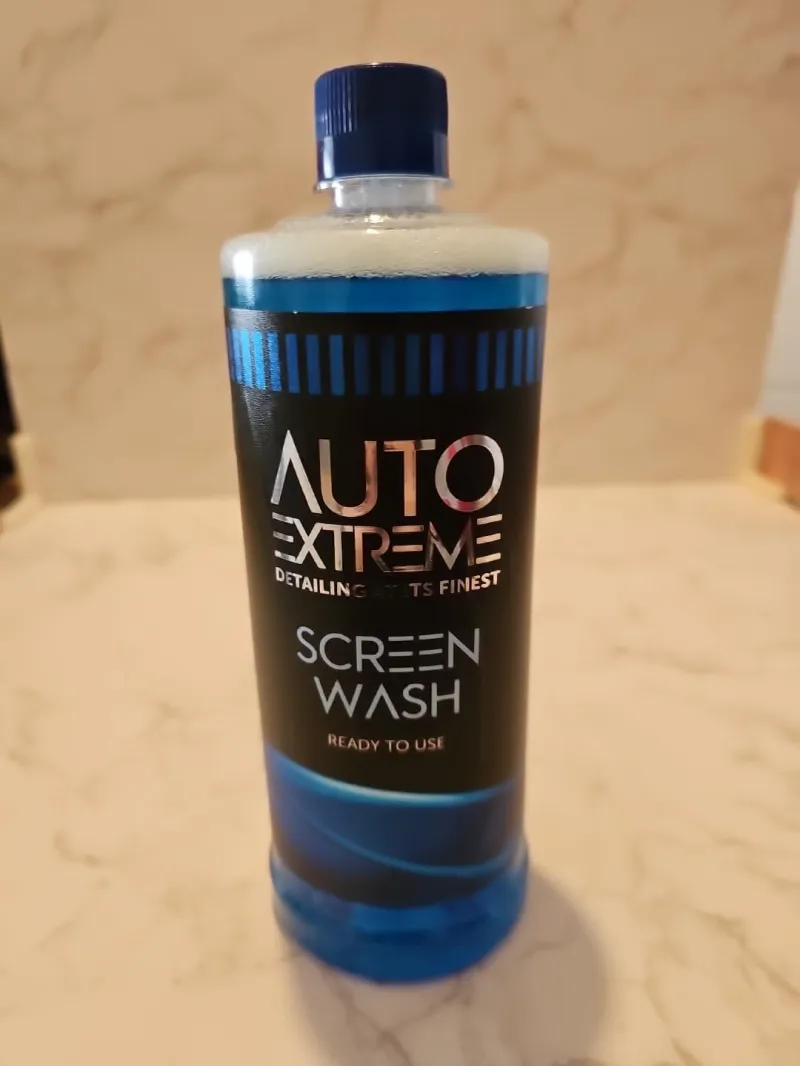 AUTO
EXTREME
DETAILING AT ITS FINEST
SCREEN
WASH
READY TO USE